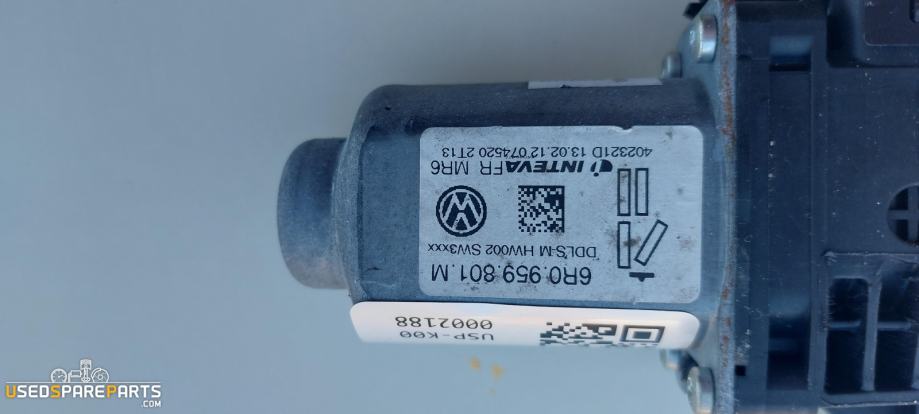 6R0.959.801.M
DDLS-M HW002 SW3xxx
INTEVA FR MR6
402321D 13.02.12 074520 2T13
USP-K00
0002188
USEDSPAREPARTS
.COM